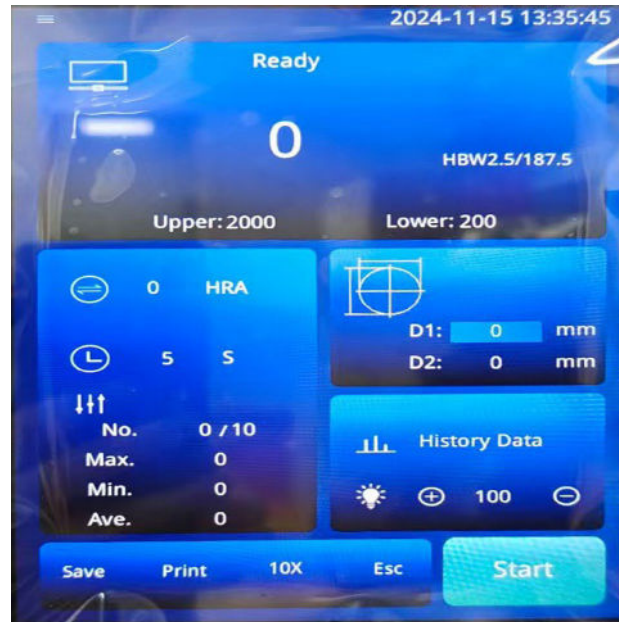 2024-11-15 13:35:45
Ready
0
HBW2.5/187.5
Upper: 2000 Lower: 200
0 HRA
5 S
No. 0 /10
Max. 0
Min. 0
Ave. 0
D1: 0 mm
D2: 0 mm
History Data
100
Save Print 10X Esc Start